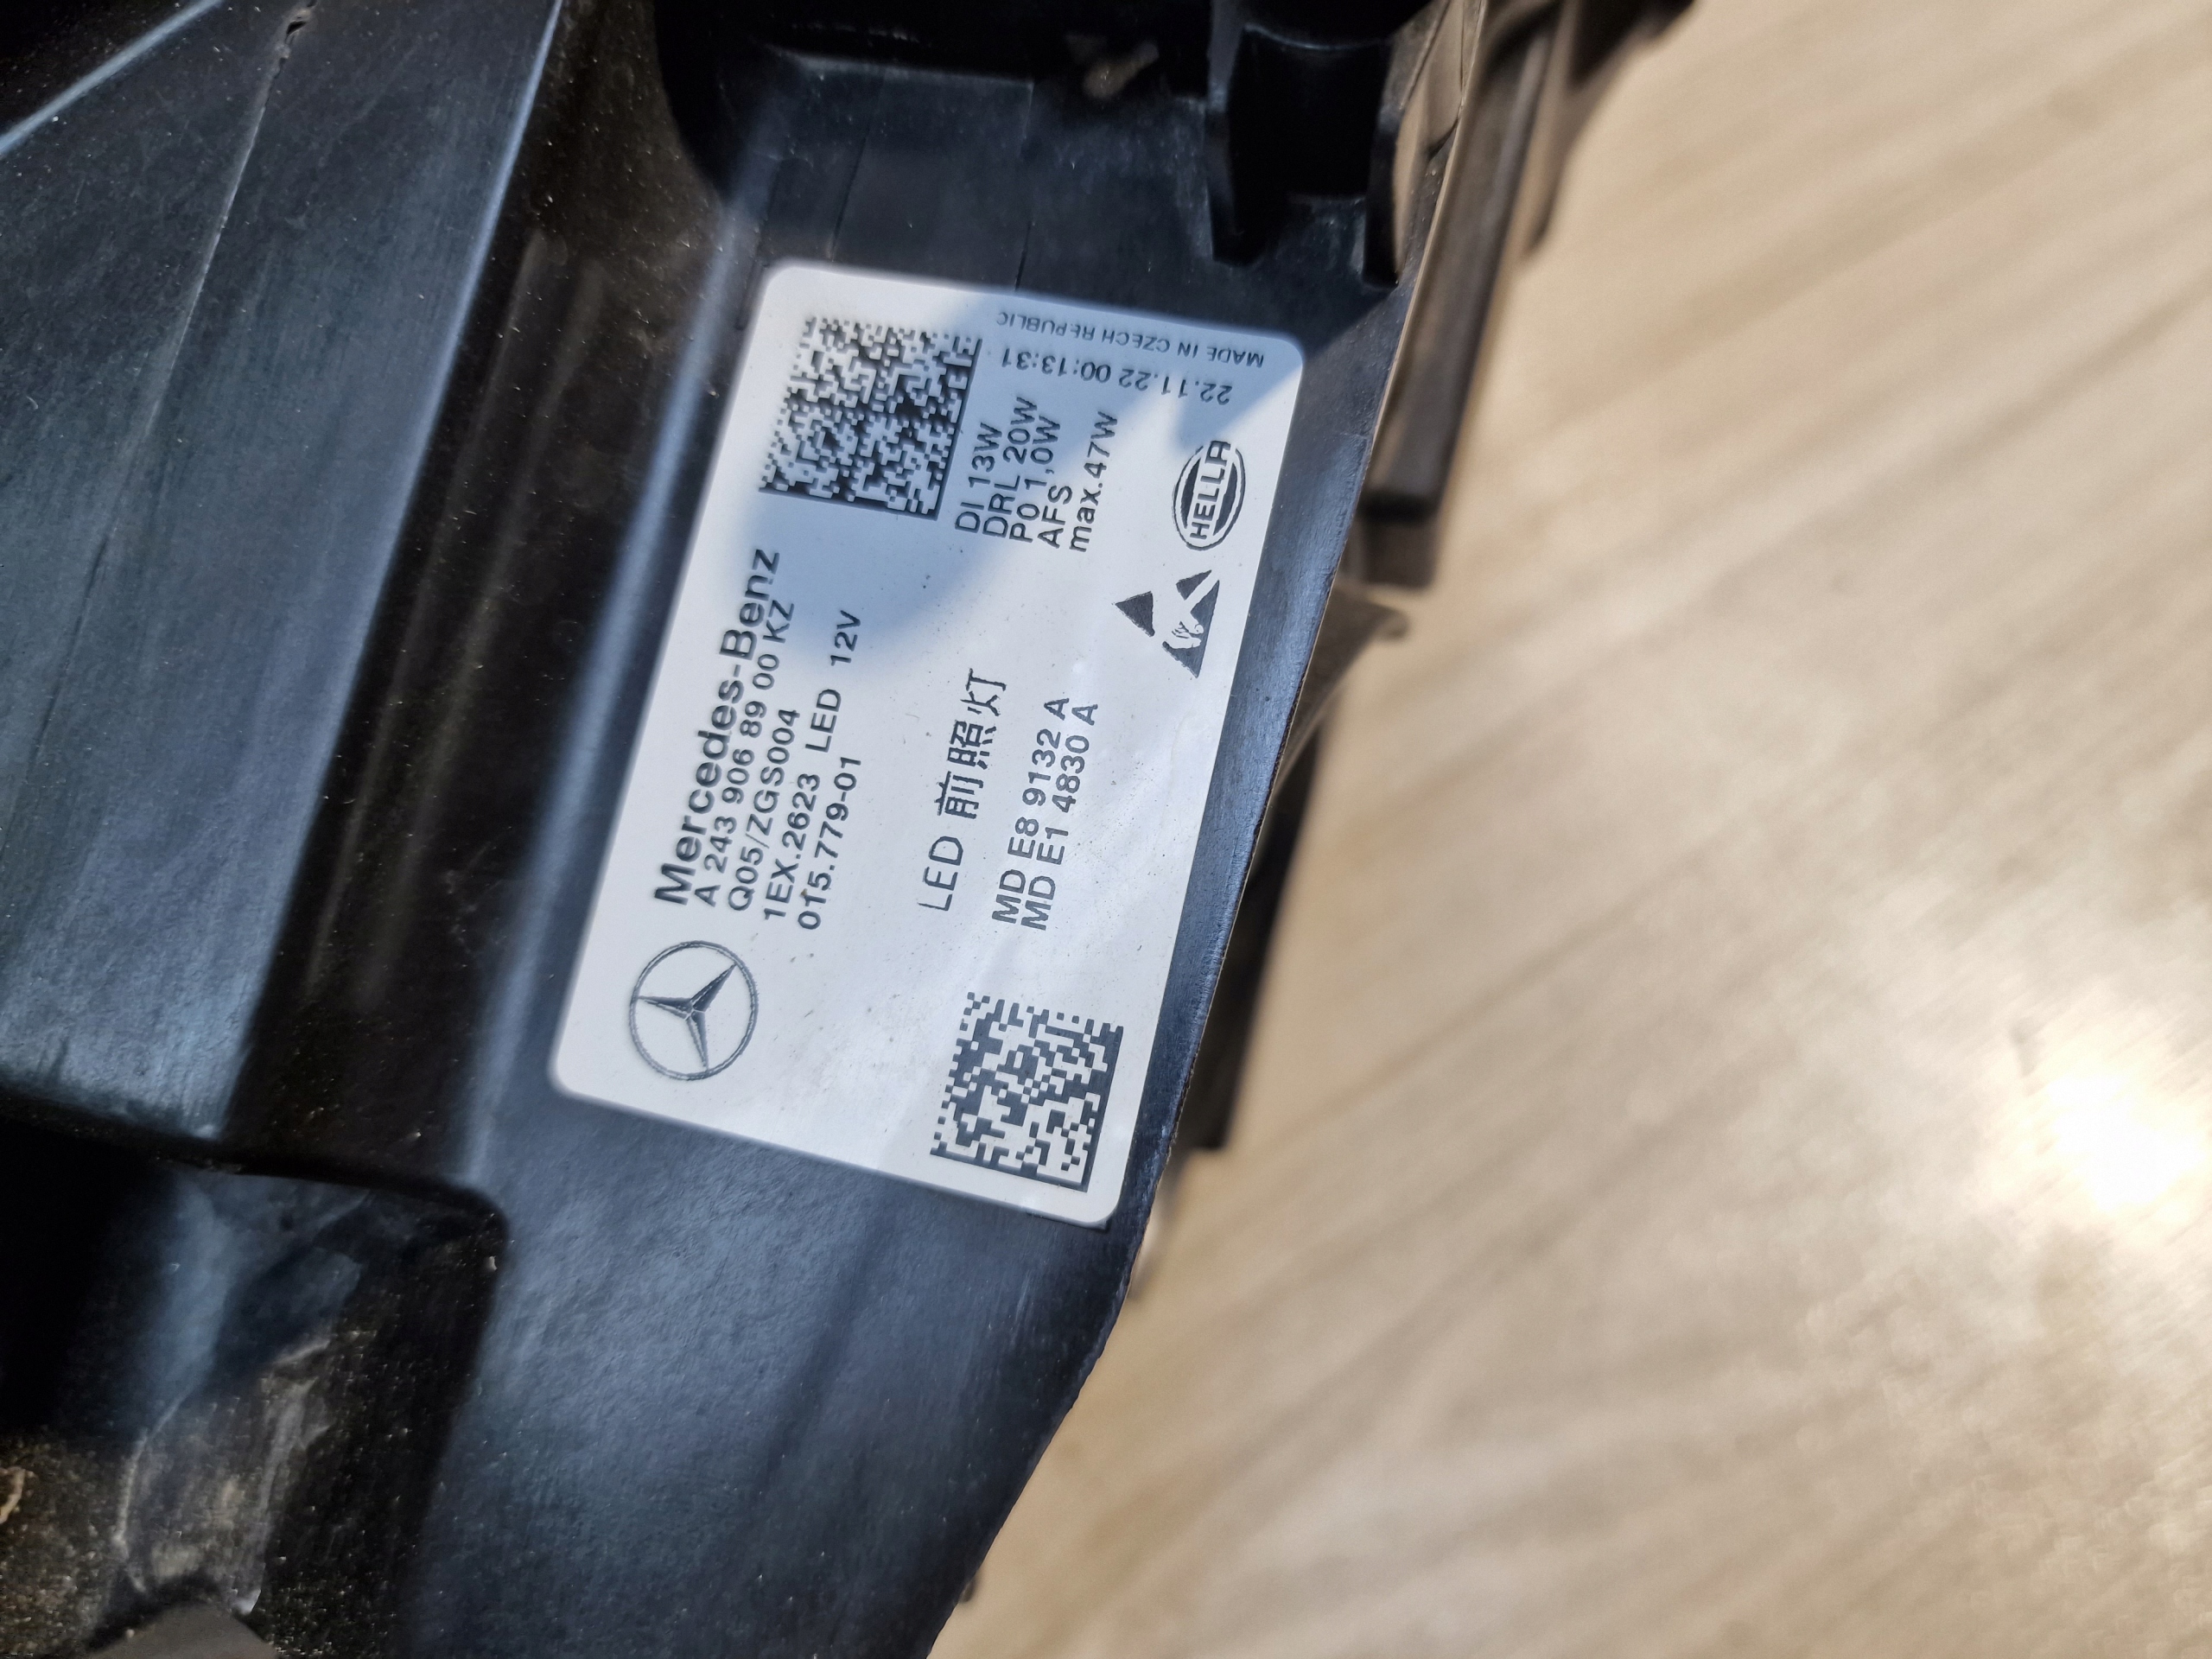 Mercedes-Benz
A 243 906 89 00 KZ
Q05/ZGS004
1EX.2623 LED 12V
015.779-01
LED 前照灯
MD E8 9132 A
MD E1 4830 A
DI 13W
DRL 20W
PO 1,0W
AFS
max.47W
HELLA
22.11.22 00:13:31
MADE IN CZECH REPUBLIC